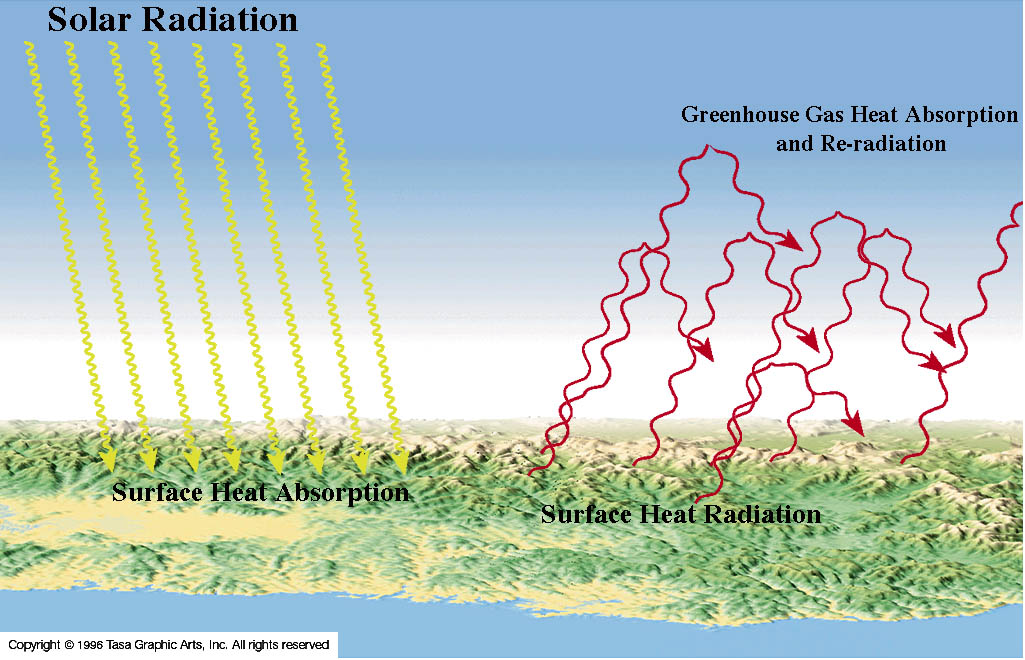 Solar Radiation
Greenhouse Gas Heat Absorption
and Re-radiation
Surface Heat Absorption
Surface Heat Radiation
Copyright © 1996 Tasa Graphic Arts, Inc. All rights reserved